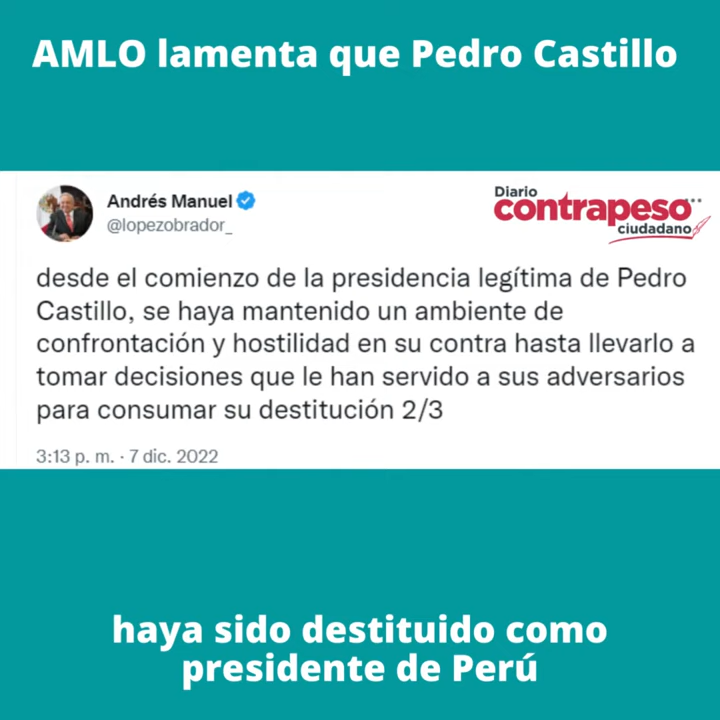 AMLO lamenta que Pedro Castillo
Andrés Manuel
@lopezobrador_
Diario
contrapeso
ciudadano
desde el comienzo de la presidencia legítima de Pedro
Castillo, se haya mantenido un ambiente de
confrontación y hostilidad en su contra hasta llevarlo a
tomar decisiones que le han servido a sus adversarios
para consumar su destitución 2/3
3:13 p. m. · 7 dic. 2022
haya sido destituido como
presidente de Perú